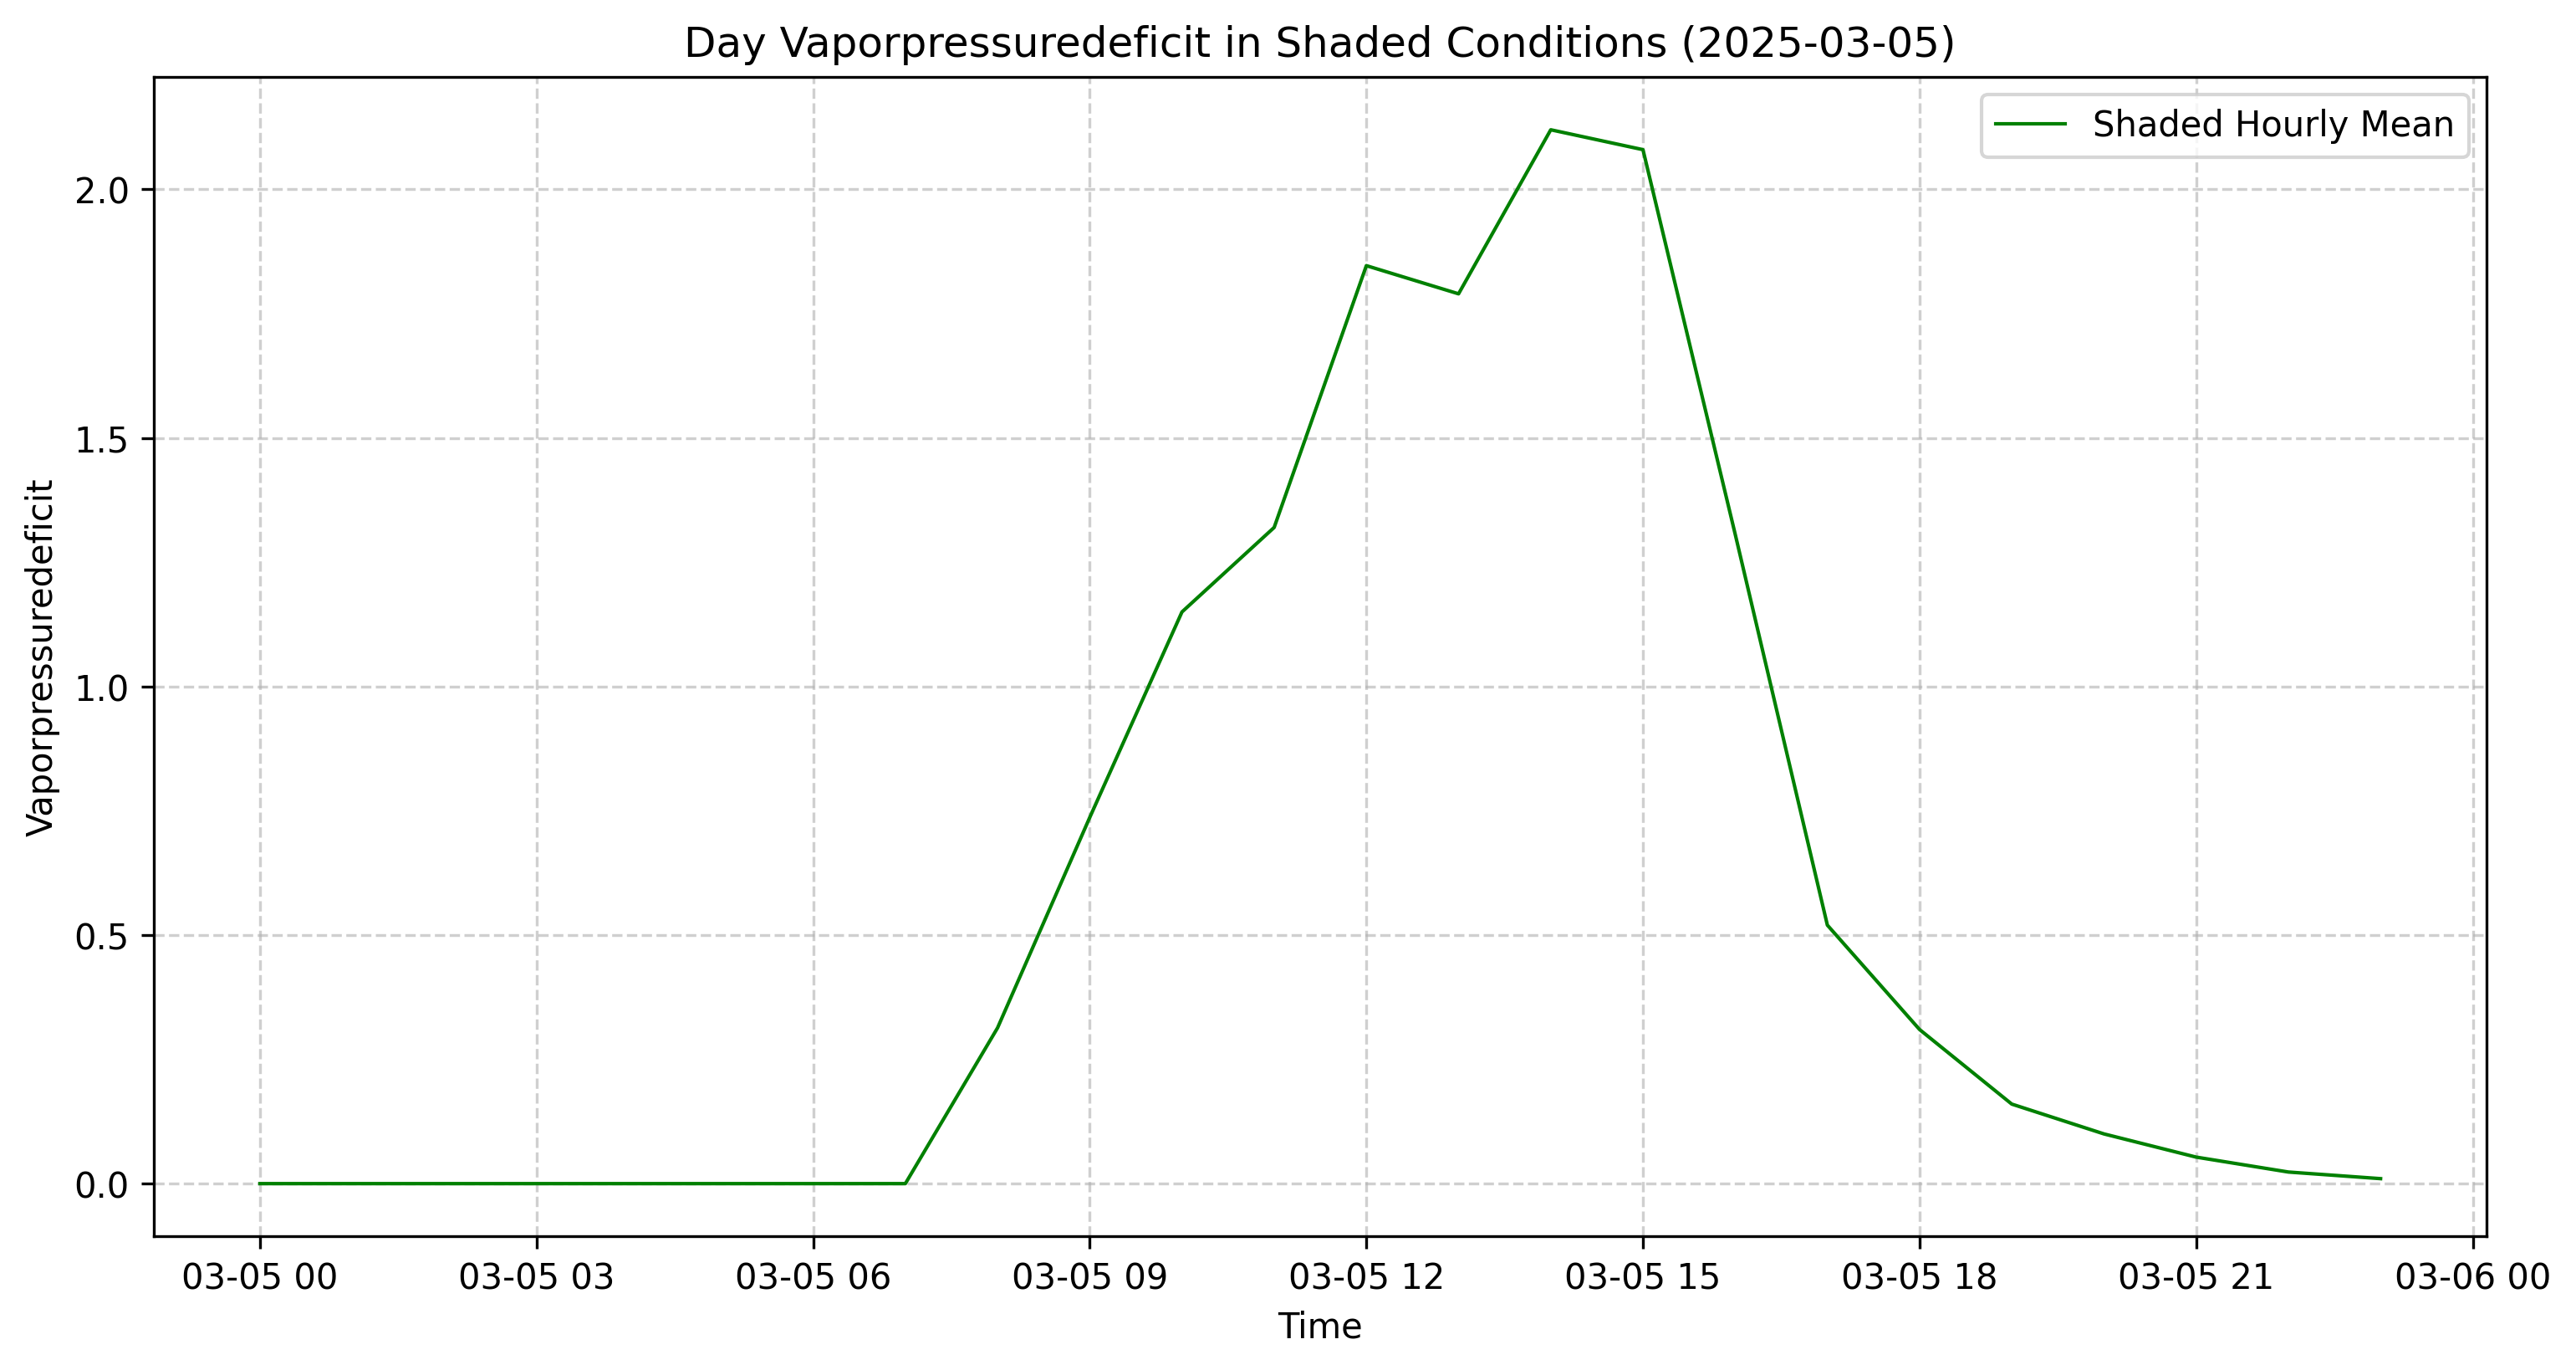 Day Vaporpressuredeficit in Shaded Conditions (2025-03-05)
Shaded Hourly Mean
Vaporpressuredeficit
2.0
1.5
1.0
0.5
0.0
03-05 00 03-05 03 03-05 06 03-05 09 03-05 12 03-05 15 03-05 18 03-05 21 03-06 00
Time